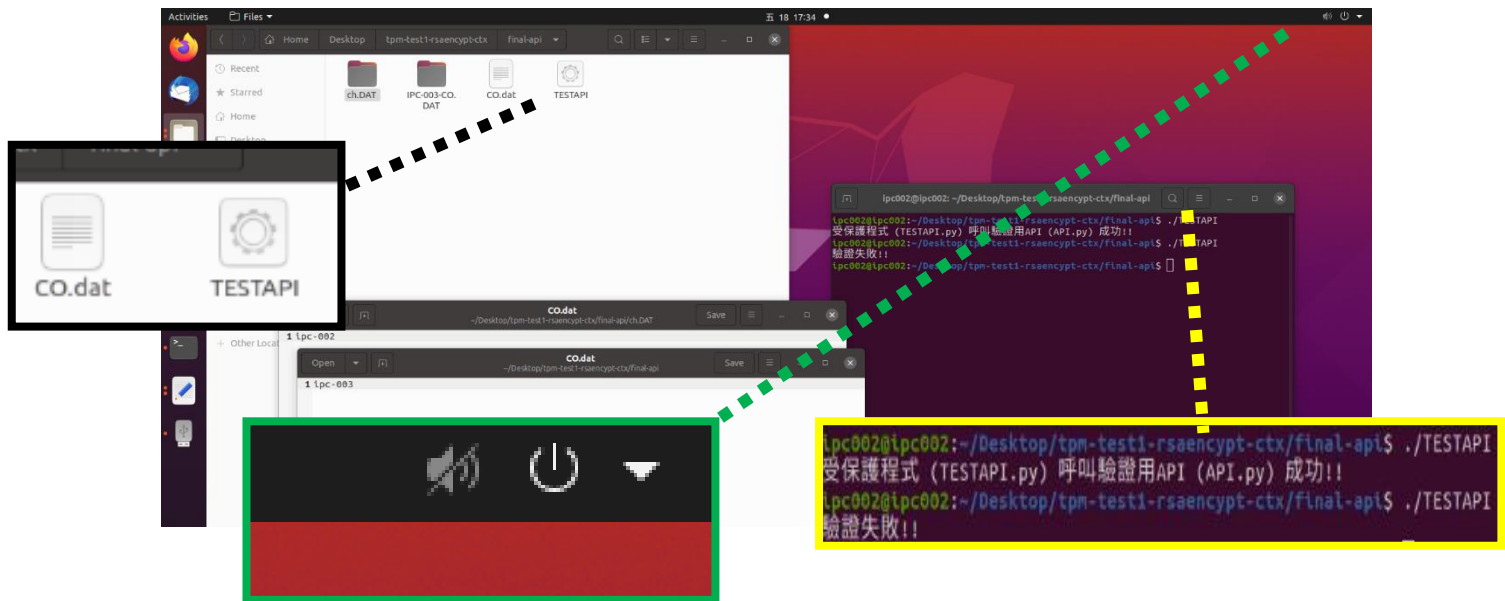 Activities Files 五 18 17:34
Home Desktop tpm-test1-rsaencypt-ctx final-api
Recent
Starred
Home
Desktop
ch.DAT
IPC-003-CO.
DAT
CO.dat
TESTAPI
final-api
CO.dat
TESTAPI
ipc002@ipc002: ~/Desktop/tpm-test1-rsaencypt-ctx/final-api
ipc002@ipc002:~/Desktop/tpm-test1-rsaencypt-ctx/final-api$ ./TESTAPI
受保護程式 (TESTAPI.py) 呼叫驗證用API (API.py) 成功!!
ipc002@ipc002:~/Desktop/tpm-test1-rsaencypt-ctx/final-api$ ./TESTAPI
驗證失敗!!
ipc002@ipc002:~/Desktop/tpm-test1-rsaencypt-ctx/final-api$
CO.dat
~/Desktop/tpm-test1-rsaencypt-ctx/final-api/ch.DAT
Save
1 ipc-002
+ Other Locat
Open
CO.dat
~/Desktop/tpm-test1-rsaencypt-ctx/final-api
Save
1 ipc-003
ipc002@ipc002:~/Desktop/tpm-test1-rsaencypt-ctx/final-api$ ./TESTAPI
受保護程式 (TESTAPI.py) 呼叫驗證用API (API.py) 成功!!
ipc002@ipc002:~/Desktop/tpm-test1-rsaencypt-ctx/final-api$ ./TESTAPI
驗證失敗!!